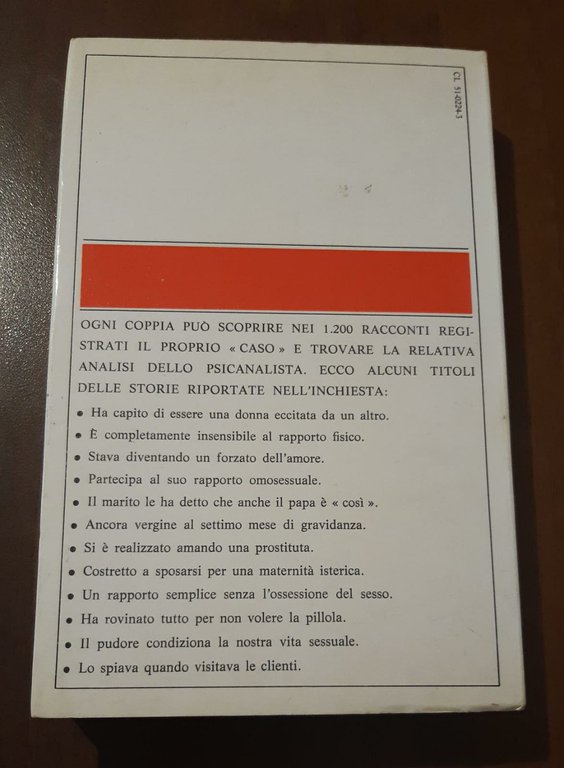 CL 51-0224-3
OGNI COPPIA PUÒ SCOPRIRE NEI 1.200 RACCONTI REGI-
STRATI IL PROPRIO « CASO » E TROVARE LA RELATIVA
ANALISI DELLO PSICANALISTA. ECCO ALCUNI TITOLI
DELLE STORIE RIPORTATE NELL'INCHIESTA:
• Ha capito di essere una donna eccitata da un altro.
• È completamente insensibile al rapporto fisico.
• Stava diventando un forzato dell'amore.
• Partecipa al suo rapporto omosessuale.
• Il marito le ha detto che anche il papa è « così ».
• Ancora vergine al settimo mese di gravidanza.
• Si è realizzato amando una prostituta.
• Costretto a sposarsi per una maternità isterica.
• Un rapporto semplice senza l'ossessione del sesso.
• Ha rovinato tutto per non volere la pillola.
• Il pudore condiziona la nostra vita sessuale.
• Lo spiava quando visitava le clienti.